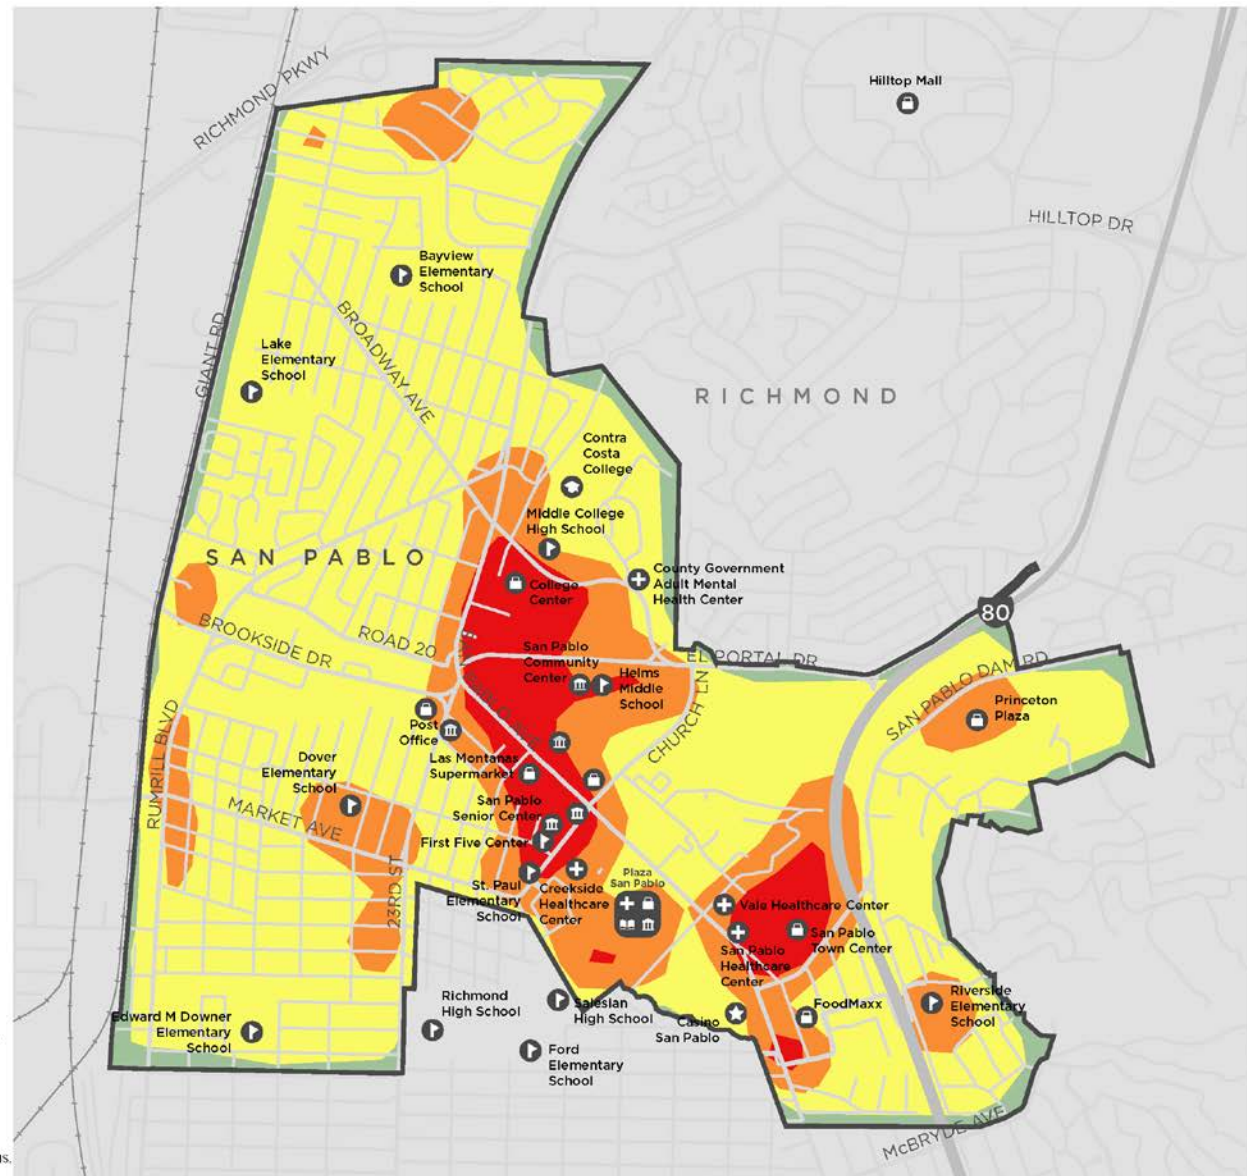 Hilltop Mall
RICHMOND PKWY
HILLTOP DR
Bayview
Elementary
School
GIANT RD
BROADWAY AVE
Lake
Elementary
School
RICHMOND
Contra
Costa
College
Middle College
High School
SAN PABLO
County Government
Adult Mental
Health Center
College
Center
80
BROOKSIDE DR
ROAD 20
San Pablo
Community
Center
EL PORTAL DR
SAN PABLO DAM RD
Helms
Middle
School
CHURCH LN
Princeton
Plaza
RUMRILL BLVD
Post
Office
Dover
Elementary
School
Las Montanas
Supermarket
MARKET AVE
San Pablo
Senior Center
First Five Center
23RD ST
St. Paul
Elementary
School
Creekside
Healthcare
Center
Plaza
San Pablo
Vale Healthcare Center
San Pablo
Town Center
San Pablo
Healthcare
Center
Richmond
High School
Salesian
High School
Casino
San Pablo
FoodMaxx
Riverside
Elementary
School
Edward M Downer
Elementary
School
Ford
Elementary
School
McBRYDE AVE